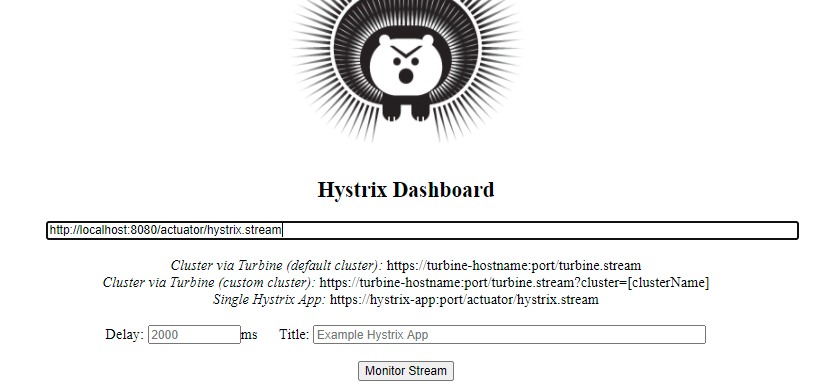 Hystrix Dashboard
http://localhost:8080/actuator/hystrix.stream
Cluster via Turbine (default cluster): https://turbine-hostname:port/turbine.stream
Cluster via Turbine (custom cluster): https://turbine-hostname:port/turbine.stream?cluster=[clusterName]
Single Hystrix App: https://hystrix-app:port/actuator/hystrix.stream
Delay: 2000 ms Title: Example Hystrix App
Monitor Stream